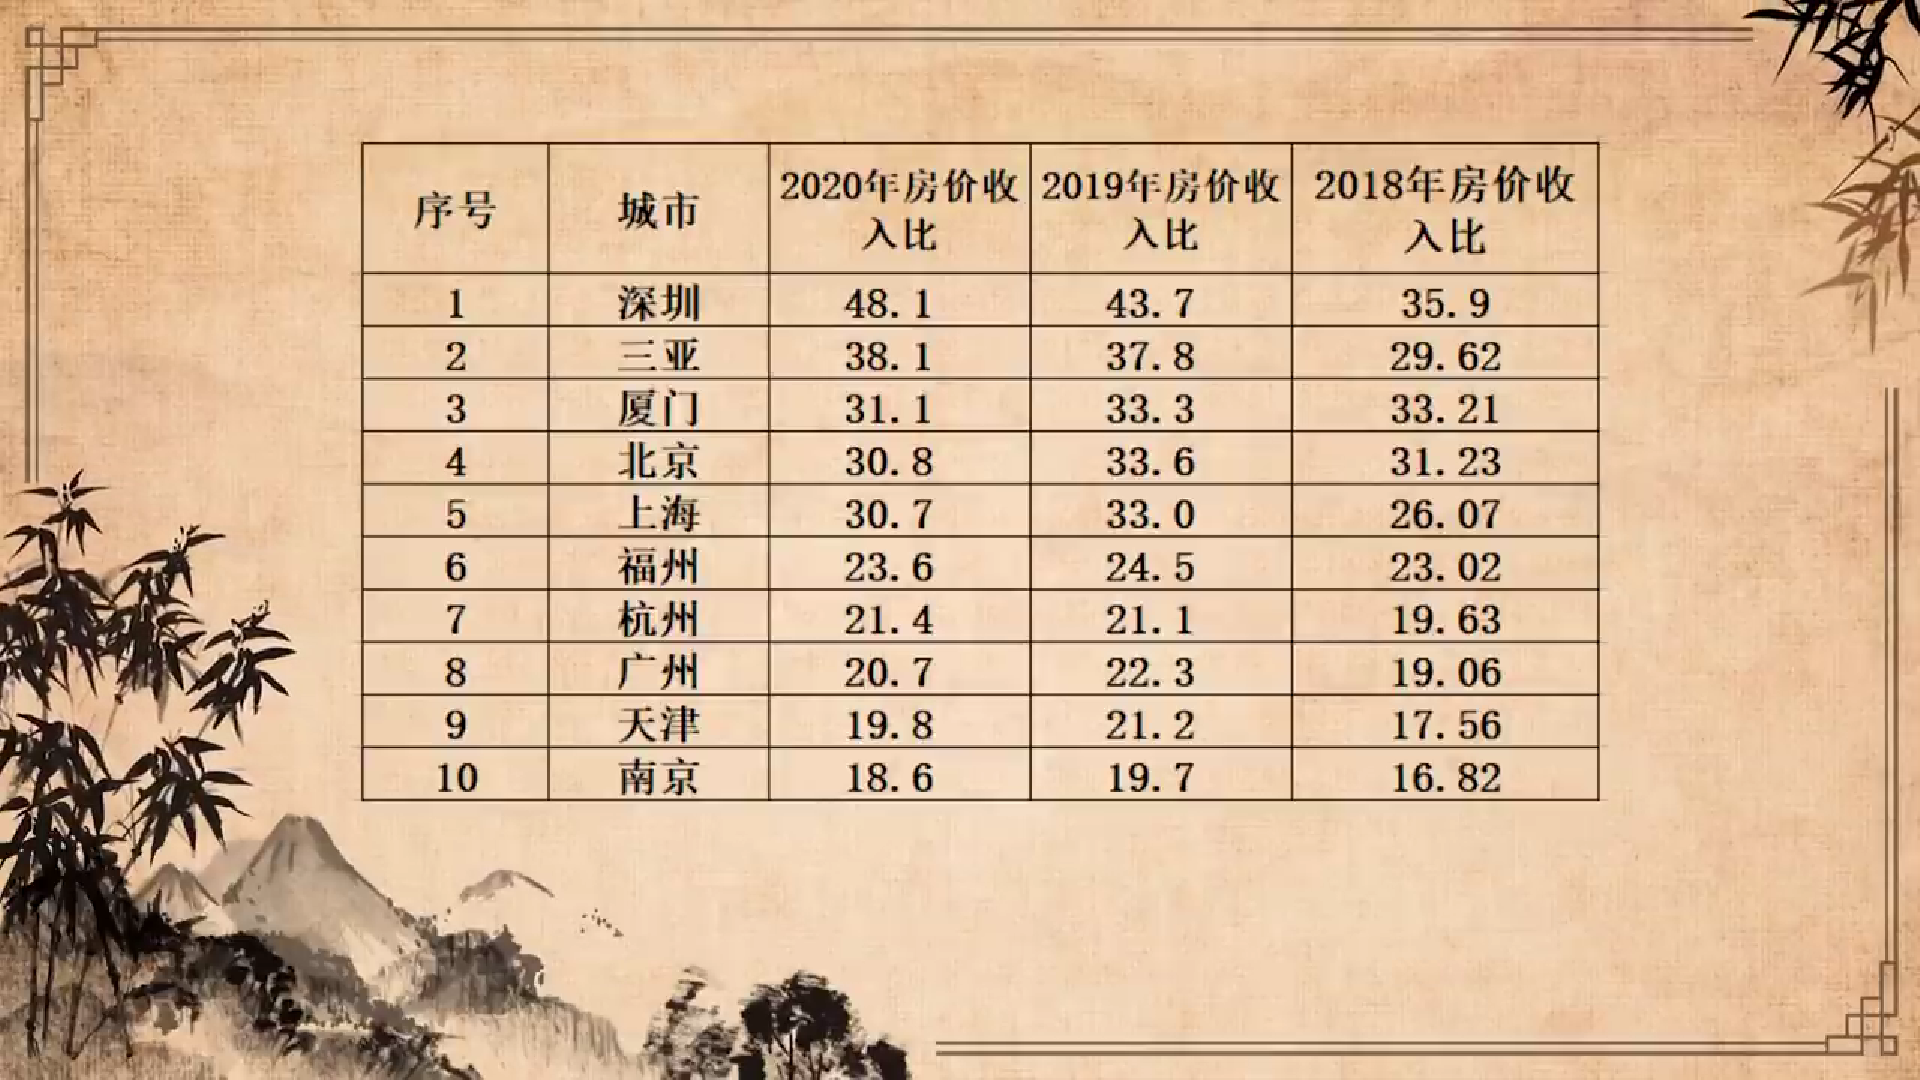 序号 城市 2020年房价收入比 2019年房价收入比 2018年房价收入比
1 深圳 48.1 43.7 35.9
2 三亚 38.1 37.8 29.62
3 厦门 31.1 33.3 33.21
4 北京 30.8 33.6 31.23
5 上海 30.7 33.0 26.07
6 福州 23.6 24.5 23.02
7 杭州 21.4 21.1 19.63
8 广州 20.7 22.3 19.06
9 天津 19.8 21.2 17.56
10 南京 18.6 19.7 16.82